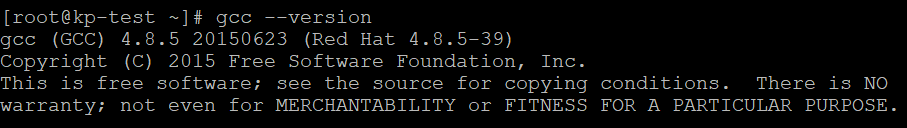 [root@kp-test ~]# gcc --version
gcc (GCC) 4.8.5 20150623 (Red Hat 4.8.5-39)
Copyright (C) 2015 Free Software Foundation, Inc.
This is free software; see the source for copying conditions.  There is NO
warranty; not even for MERCHANTABILITY or FITNESS FOR A PARTICULAR PURPOSE.